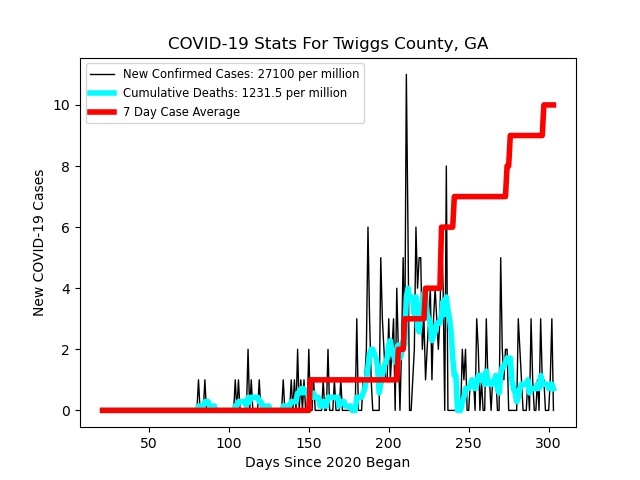 COVID-19 Stats For Twiggs County, GA
New Confirmed Cases: 27100 per million
Cumulative Deaths: 1231.5 per million
7 Day Case Average
New COVID-19 Cases
10
8
6
4
2
0
50
100
150
200
250
300
Days Since 2020 Began